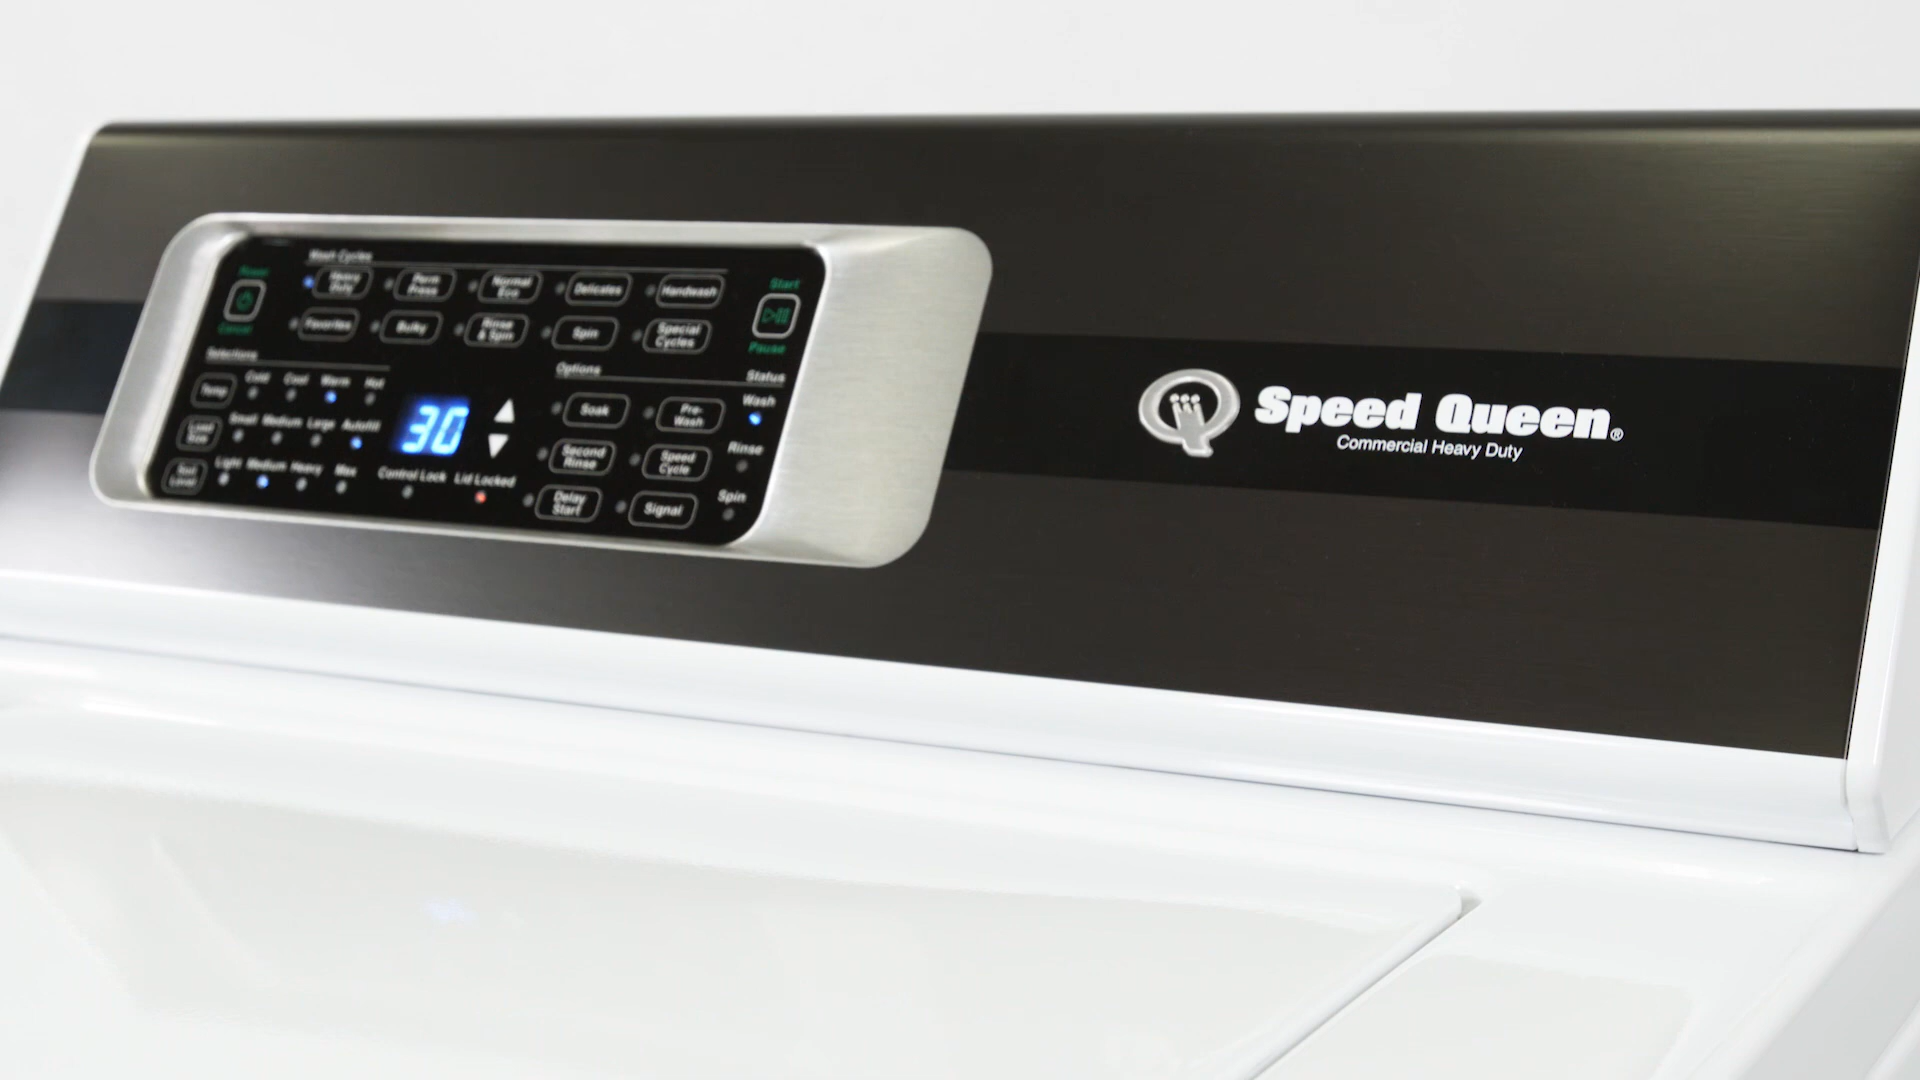 Wash Cycles
Power
Cancel
Heavy Duty
Perm Press
Normal Eco
Delicates
Handwash
Start
Pause
Favorites
Bulky
Rinse & Spin
Spin
Special Cycles
Selections
Options
Status
Temp
Cold Cool Warm Hot
Load Size
Small Medium Large Autofill
Soil Level
Light Medium Heavy Max
30
Control Lock Lid Locked
Soak
Pre-Wash
Second Rinse
Speed Cycle
Delay Start
Signal
Wash
Rinse
Spin
Speed Queen®
Commercial Heavy Duty